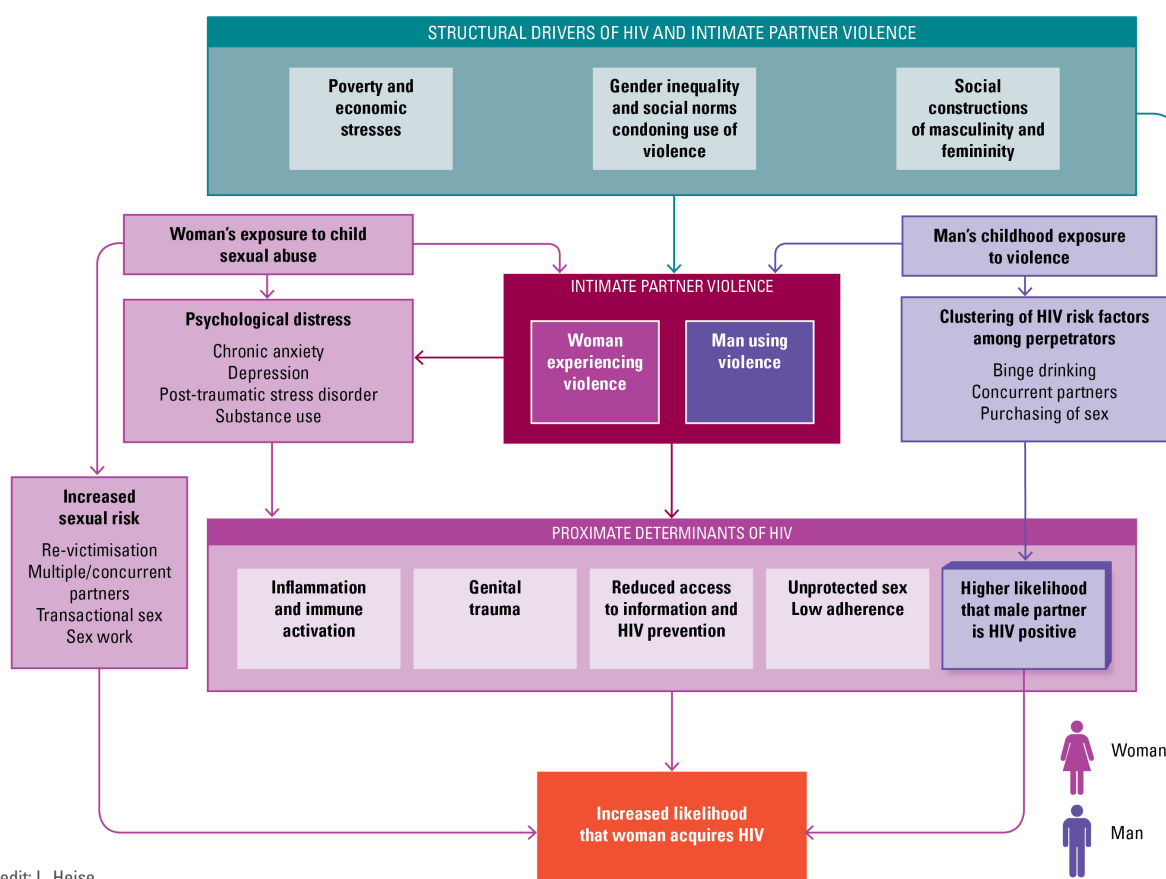 STRUCTURAL DRIVERS OF HIV AND INTIMATE PARTNER VIOLENCE
Poverty and
economic
stresses
Gender inequality
and social norms
condoning use of
violence
Social
constructions
of masculinity and
femininity
Woman's exposure to child
sexual abuse
Man's childhood exposure
to violence
INTIMATE PARTNER VIOLENCE
Woman
experiencing
violence
Man using
violence
Psychological distress
Chronic anxiety
Depression
Post-traumatic stress disorder
Substance use
Clustering of HIV risk factors
among perpetrators
Binge drinking
Concurrent partners
Purchasing of sex
Increased
sexual risk
Re-victimisation
Multiple/concurrent
partners
Transactional sex
Sex work
PROXIMATE DETERMINANTS OF HIV
Inflammation
and immune
activation
Genital
trauma
Reduced access
to information and
HIV prevention
Unprotected sex
Low adherence
Higher likelihood
that male partner
is HIV positive
Increased likelihood
that woman acquires HIV
Woman
Man
edit: L. Heise